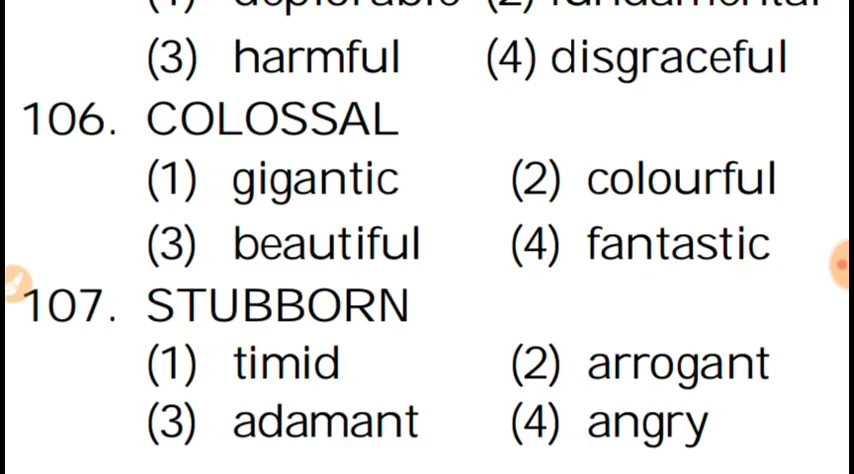 (3) harmful (4) disgraceful
106. COLOSSAL
(1) gigantic (2) colourful
(3) beautiful (4) fantastic
107. STUBBORN
(1) timid (2) arrogant
(3) adamant (4) angry